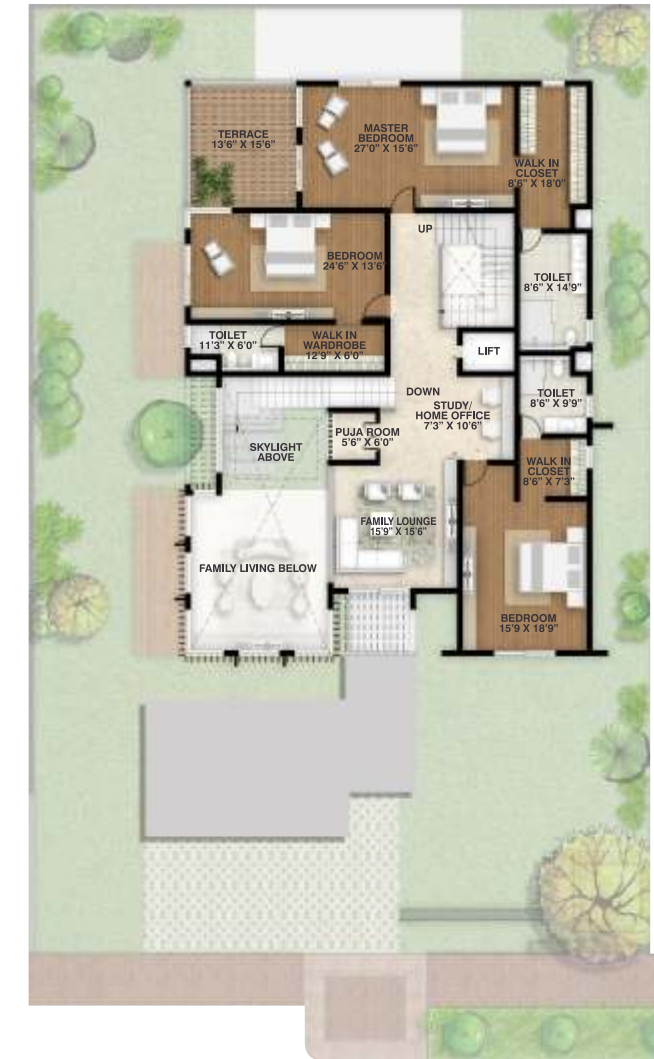 TERRACE
13'6" X 15'6"
MASTER
BEDROOM
27'0" X 15'6"
WALK IN
CLOSET
8'6" X 18'0"
UP
BEDROOM
24'6" X 13'6"
TOILET
8'6" X 14'9"
TOILET
11'3" X 6'0"
WALK IN
WARDROBE
12'9" X 6'0"
LIFT
DOWN
TOILET
8'6" X 9'9"
STUDY/
HOME OFFICE
7'3" X 10'6"
PUJA ROOM
5'6" X 6'0"
SKYLIGHT
ABOVE
WALK IN
CLOSET
8'6" X 7'3"
FAMILY LOUNGE
15'9" X 15'6"
FAMILY LIVING BELOW
BEDROOM
15'9 X 18'9"